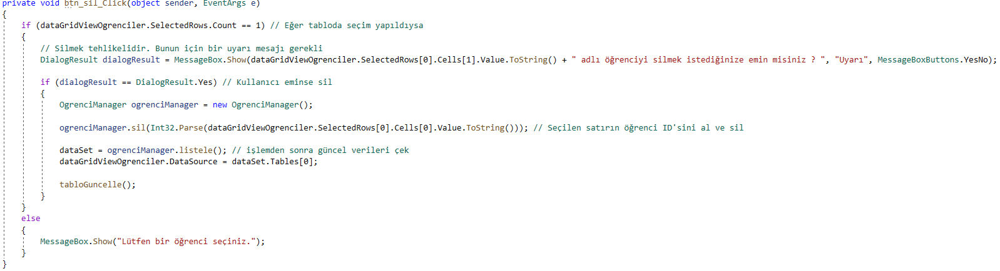 private void btn_sil_Click(object sender, EventArgs e)
{
if (dataGridViewOgrenciler.SelectedRows.Count == 1) // Eğer tabloda seçim yapıldıysa
{
// Silmek tehlikelidir. Bunun için bir uyarı mesajı gerekli
DialogResult dialogResult = MessageBox.Show(dataGridViewOgrenciler.SelectedRows[0].Cells[1].Value.ToString() + " adlı öğrenciyi silmek istediğinize emin misiniz ? ", "Uyarı", MessageBoxButtons.YesNo);
if (dialogResult == DialogResult.Yes) // Kullanıcı eminse sil
{
OgrenciManager ogrenciManager = new OgrenciManager();
ogrenciManager.sil(Int32.Parse(dataGridViewOgrenciler.SelectedRows[0].Cells[0].Value.ToString())); // Seçilen satırın öğrenci ID'sini al ve sil
dataSet = ogrenciManager.listele(); // işlemden sonra güncel verileri çek
dataGridViewOgrenciler.DataSource = dataSet.Tables[0];
tabloGuncelle();
}
}
else
{
MessageBox.Show("Lütfen bir öğrenci seçiniz.");
}
}